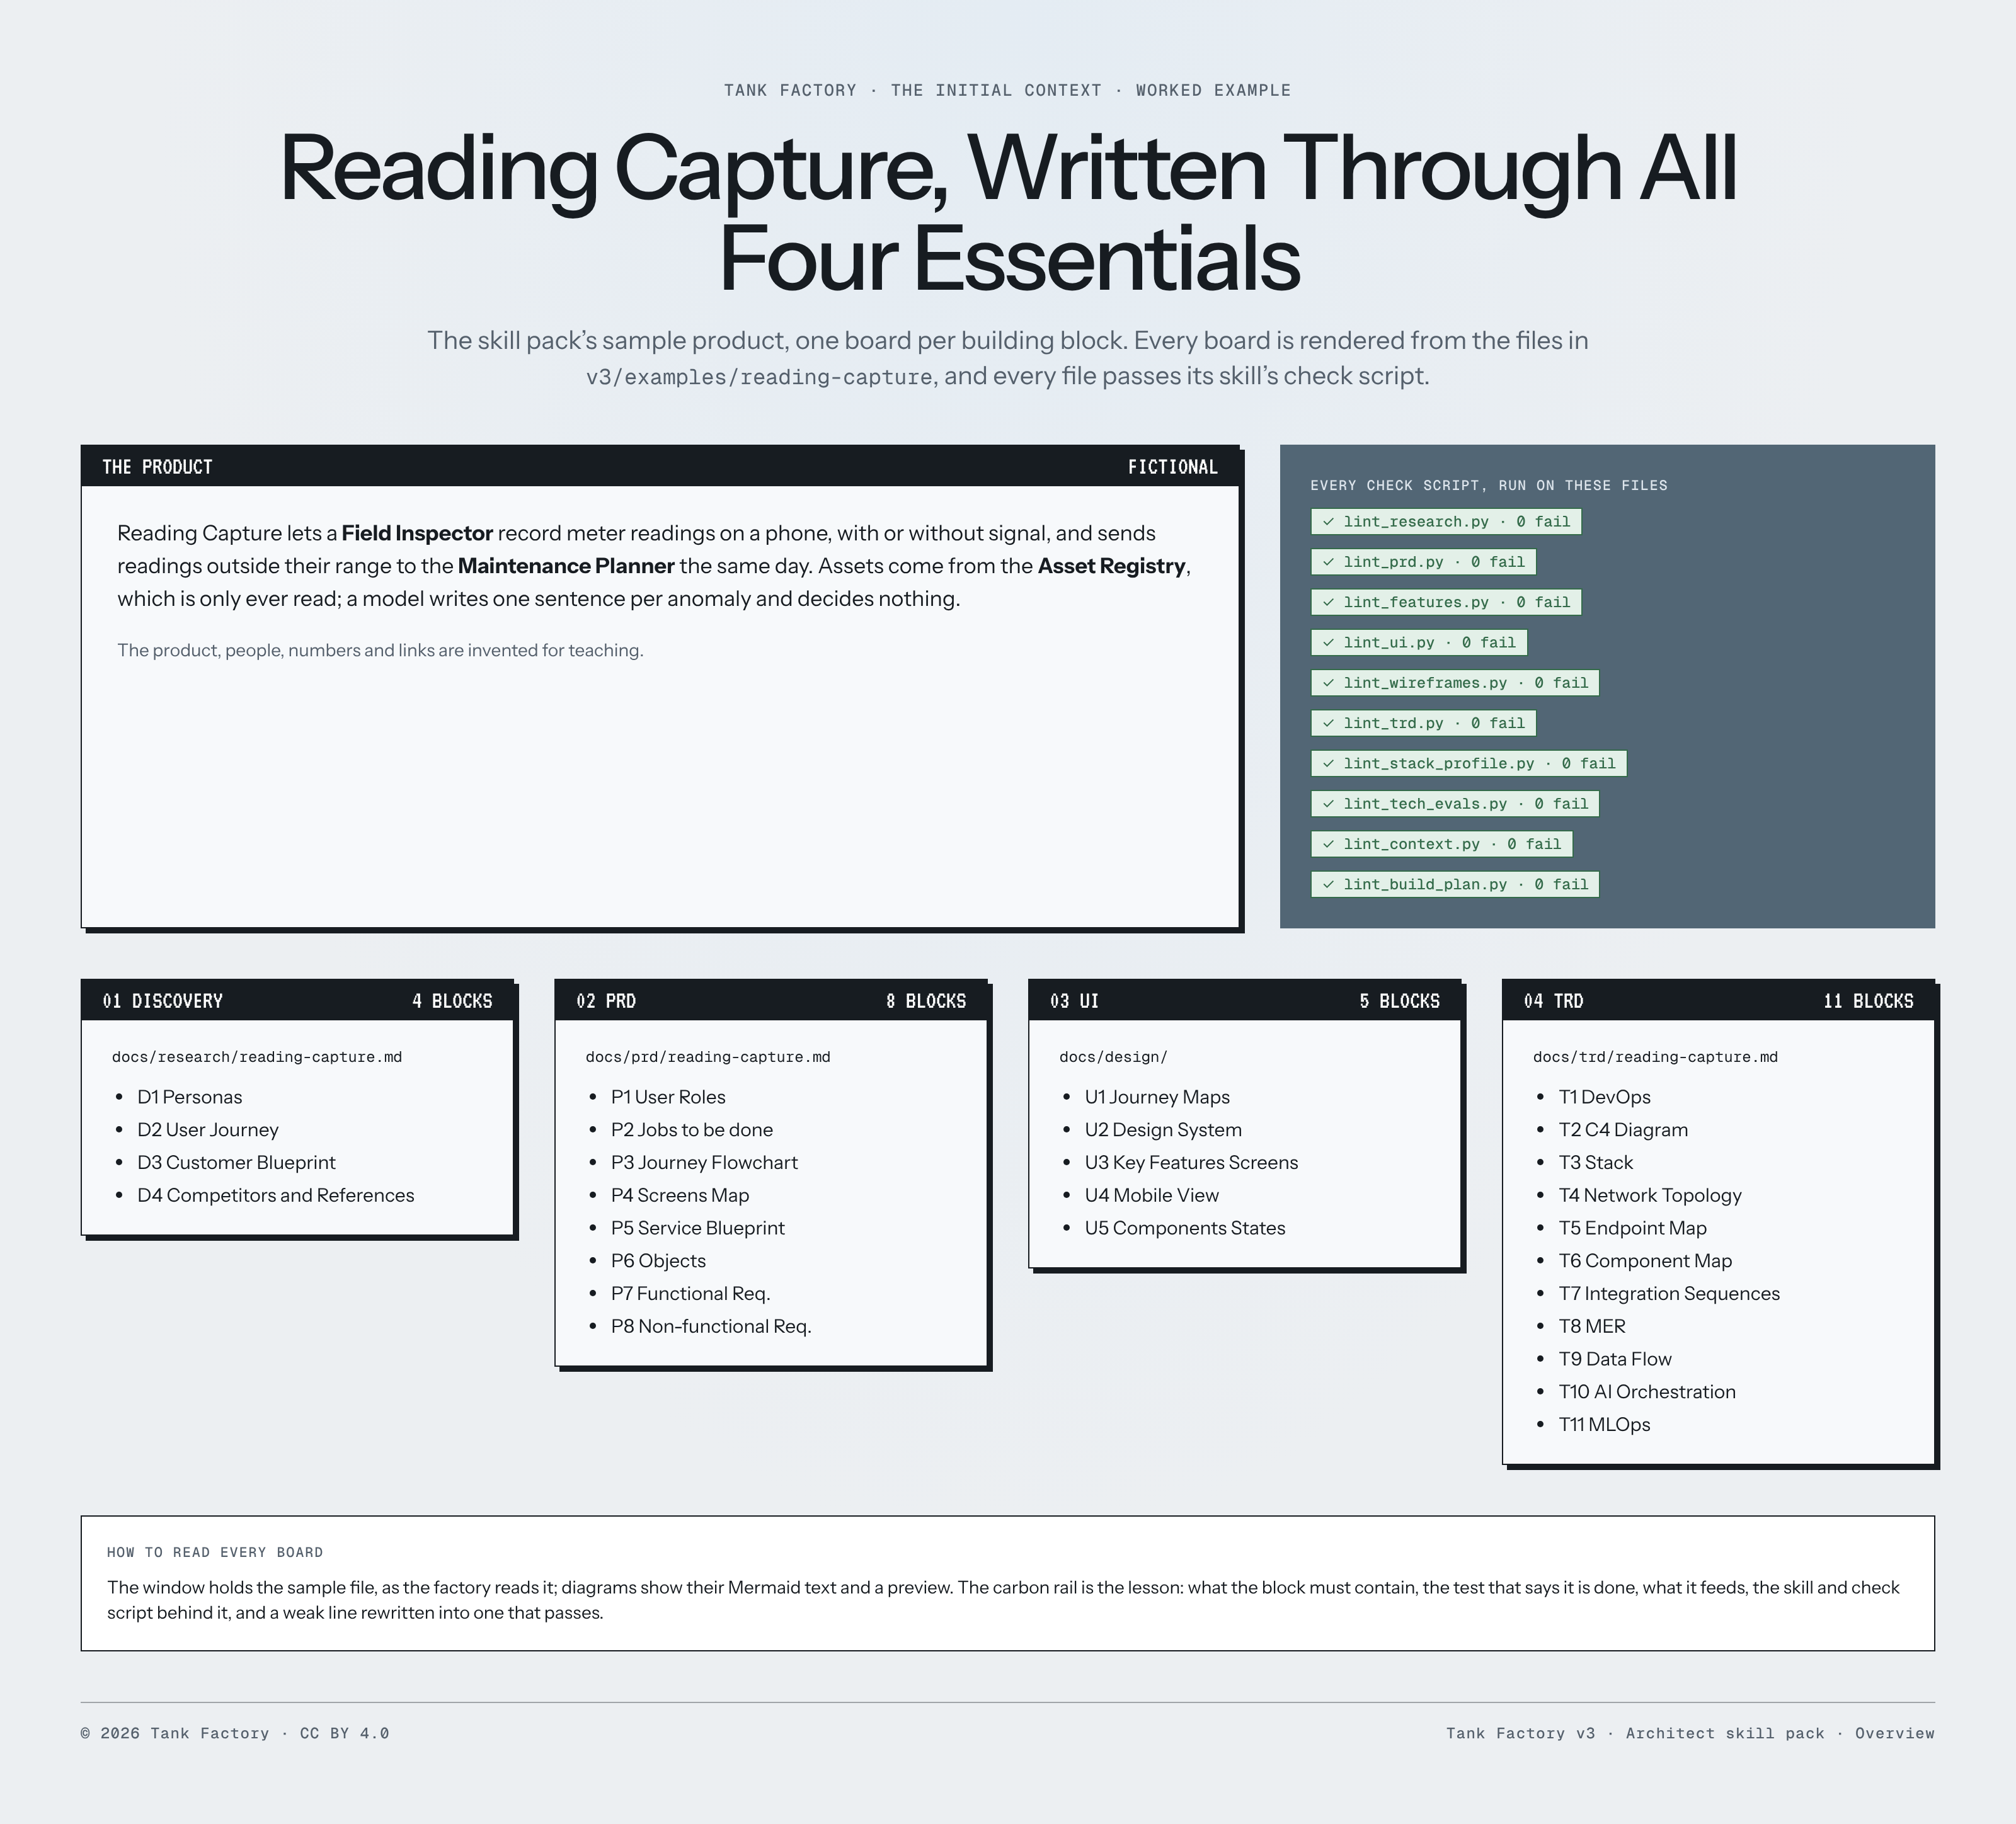 TANK FACTORY · THE INITIAL CONTEXT · WORKED EXAMPLE
Reading Capture, Written Through All
Four Essentials
The skill pack’s sample product, one board per building block. Every board is rendered from the files in
v3/examples/reading-capture, and every file passes its skill’s check script.
THE PRODUCT FICTIONAL
Reading Capture lets a Field Inspector record meter readings on a phone, with or without signal, and sends
readings outside their range to the Maintenance Planner the same day. Assets come from the Asset Registry,
which is only ever read; a model writes one sentence per anomaly and decides nothing.
The product, people, numbers and links are invented for teaching.
EVERY CHECK SCRIPT, RUN ON THESE FILES
✓ lint_research.py · 0 fail
✓ lint_prd.py · 0 fail
✓ lint_features.py · 0 fail
✓ lint_ui.py · 0 fail
✓ lint_wireframes.py · 0 fail
✓ lint_trd.py · 0 fail
✓ lint_stack_profile.py · 0 fail
✓ lint_tech_evals.py · 0 fail
✓ lint_context.py · 0 fail
✓ lint_build_plan.py · 0 fail
01 DISCOVERY 4 BLOCKS
docs/research/reading-capture.md
• D1 Personas
• D2 User Journey
• D3 Customer Blueprint
• D4 Competitors and References
02 PRD 8 BLOCKS
docs/prd/reading-capture.md
• P1 User Roles
• P2 Jobs to be done
• P3 Journey Flowchart
• P4 Screens Map
• P5 Service Blueprint
• P6 Objects
• P7 Functional Req.
• P8 Non-functional Req.
03 UI 5 BLOCKS
docs/design/
• U1 Journey Maps
• U2 Design System
• U3 Key Features Screens
• U4 Mobile View
• U5 Components States
04 TRD 11 BLOCKS
docs/trd/reading-capture.md
• T1 DevOps
• T2 C4 Diagram
• T3 Stack
• T4 Network Topology
• T5 Endpoint Map
• T6 Component Map
• T7 Integration Sequences
• T8 MER
• T9 Data Flow
• T10 AI Orchestration
• T11 MLOps
HOW TO READ EVERY BOARD
The window holds the sample file, as the factory reads it; diagrams show their Mermaid text and a preview. The carbon rail is the lesson: what the block must contain, the test that says it is done, what it feeds, the skill and check
script behind it, and a weak line rewritten into one that passes.
© 2026 Tank Factory · CC BY 4.0
Tank Factory v3 · Architect skill pack · Overview